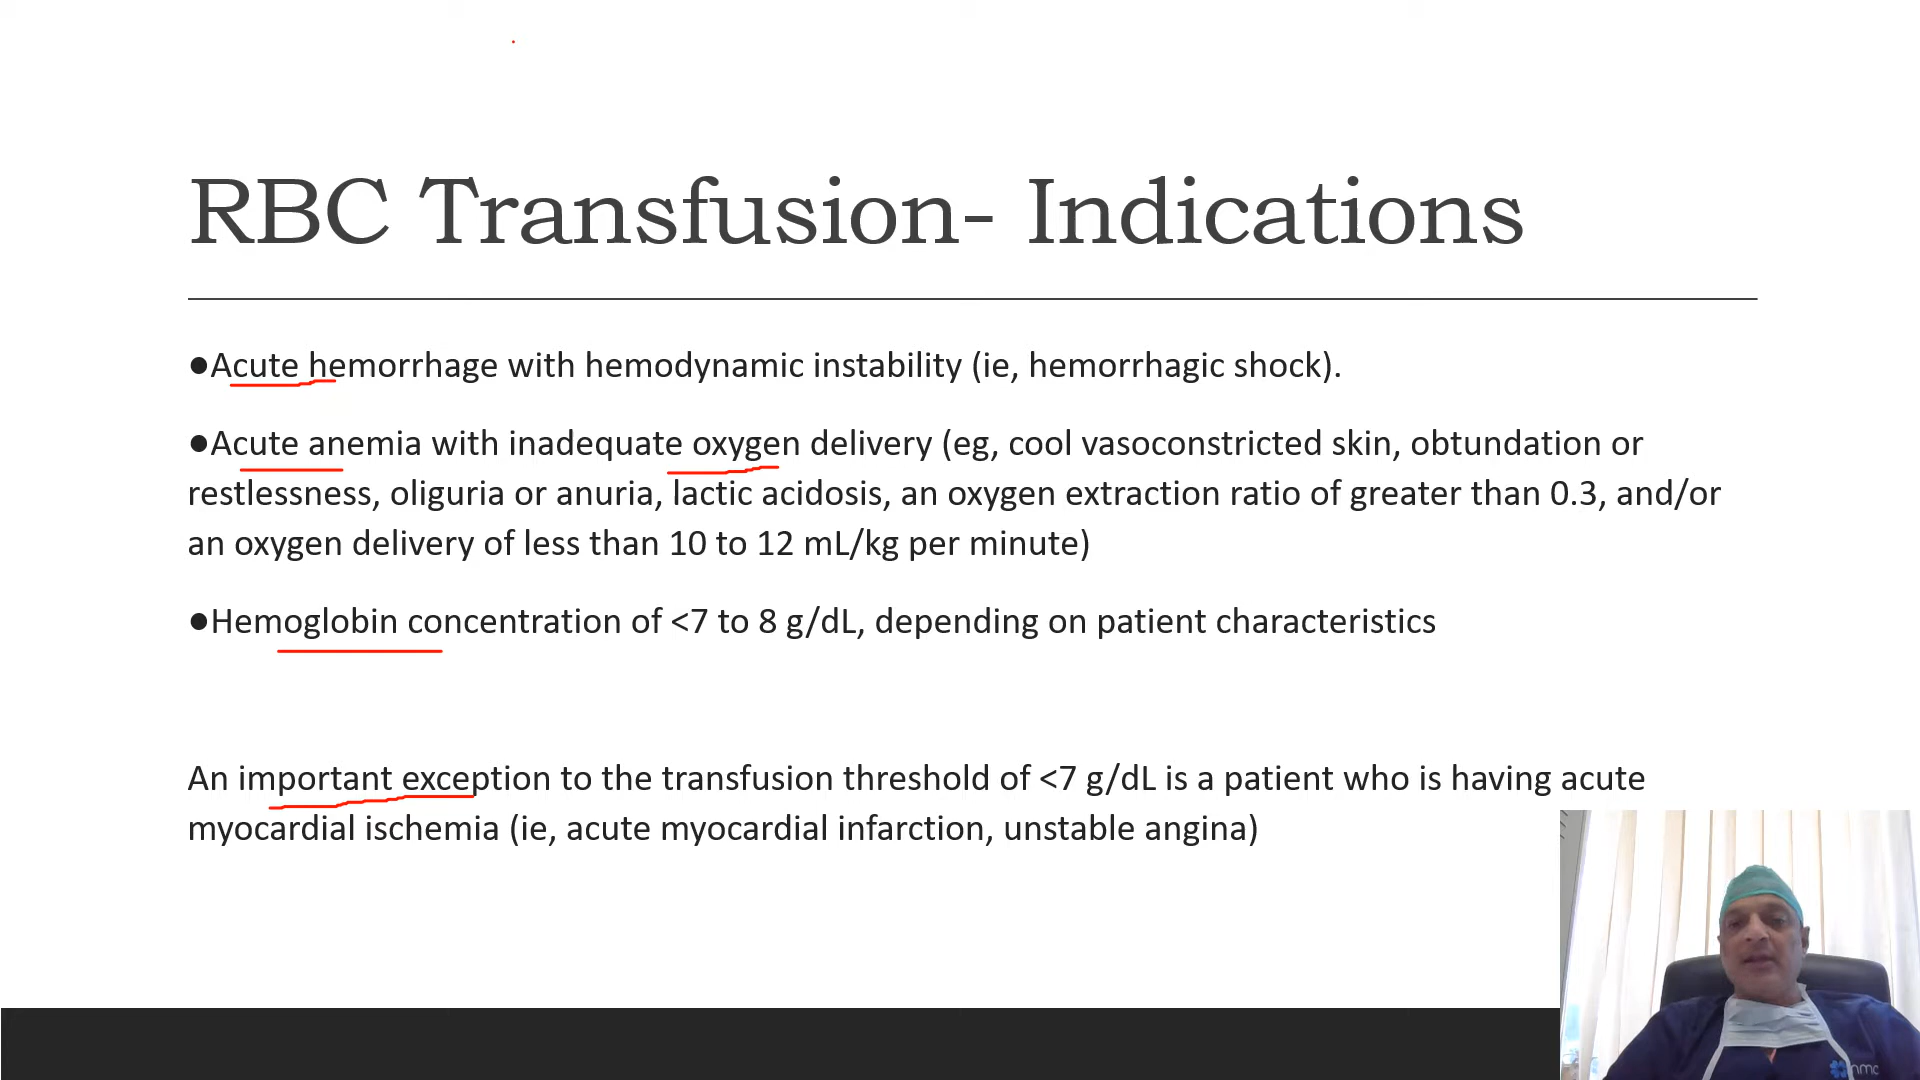 RBC Transfusion- Indications
●Acute hemorrhage with hemodynamic instability (ie, hemorrhagic shock).
●Acute anemia with inadequate oxygen delivery (eg, cool vasoconstricted skin, obtundation or
restlessness, oliguria or anuria, lactic acidosis, an oxygen extraction ratio of greater than 0.3, and/or
an oxygen delivery of less than 10 to 12 mL/kg per minute)
●Hemoglobin concentration of <7 to 8 g/dL, depending on patient characteristics
An important exception to the transfusion threshold of <7 g/dL is a patient who is having acute
myocardial ischemia (ie, acute myocardial infarction, unstable angina)
nmc